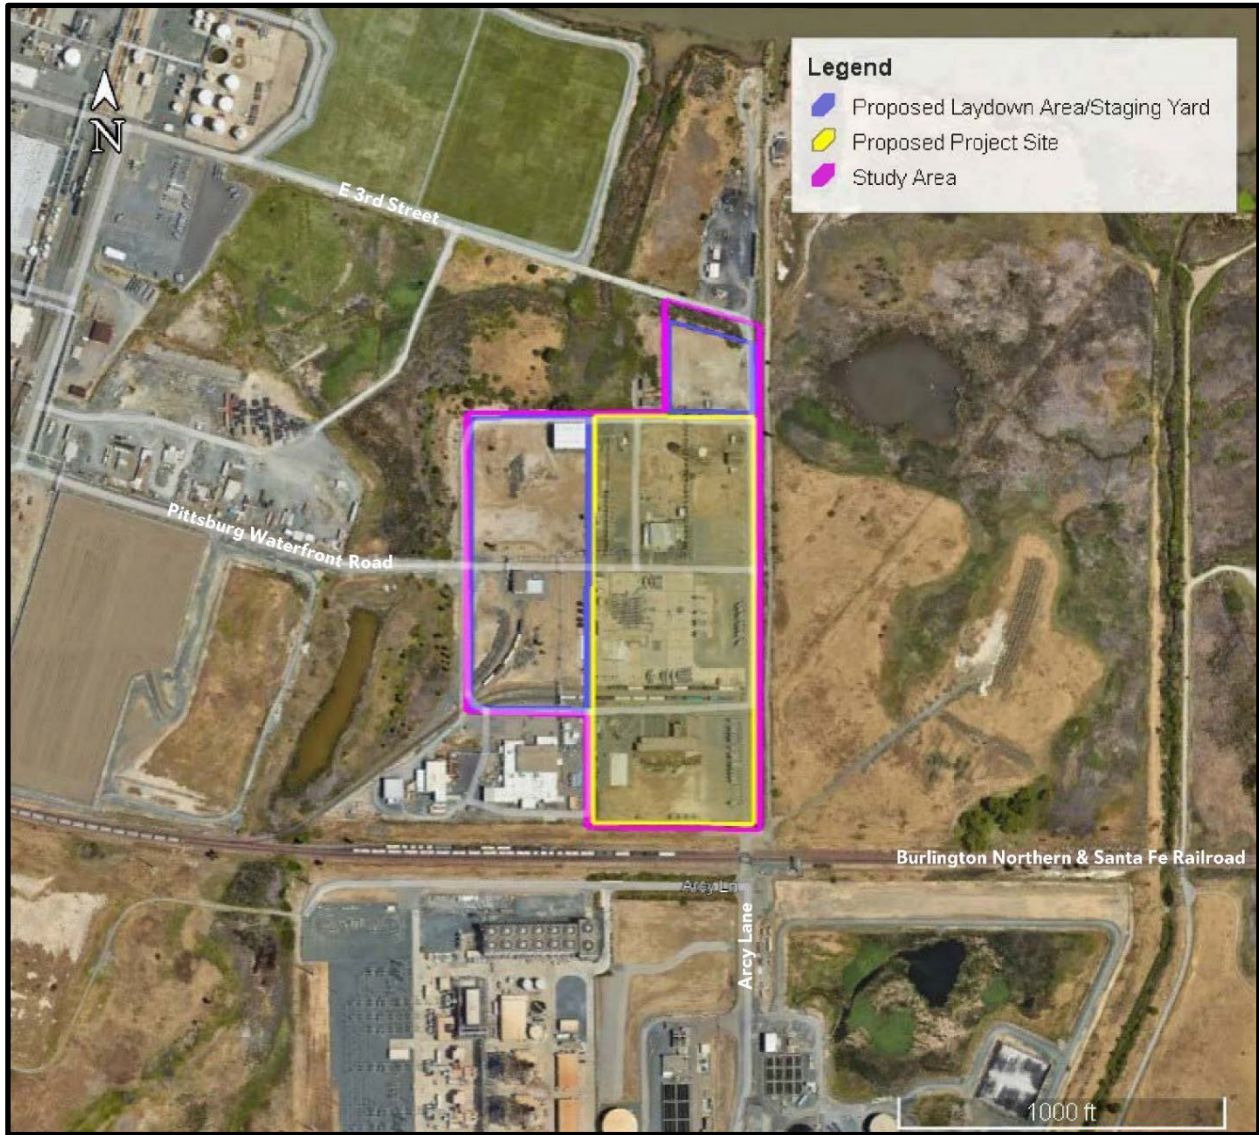 Legend
Proposed Laydown Area/Staging Yard
Proposed Project Site
Study Area
N
E 3rd Street
Pittsburg Waterfront Road
Burlington Northern & Santa Fe Railroad
Arcy Ln
Arcy Lane
1000 ft